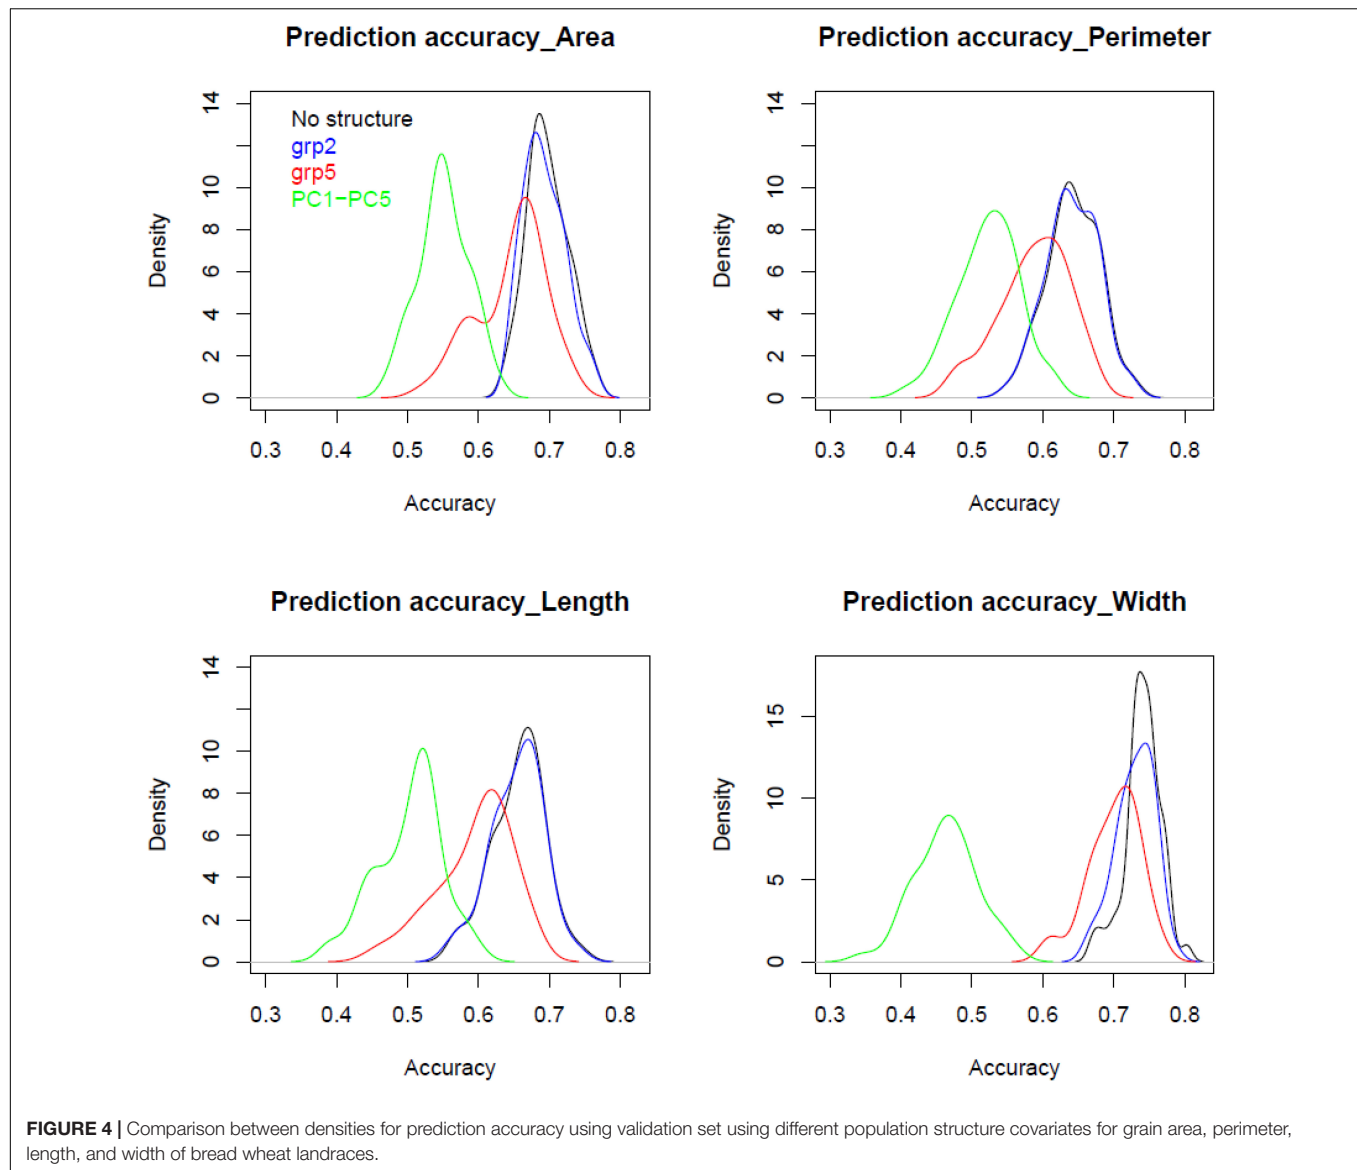 Prediction accuracy_Area
14
10
8
6
4
2
0
Density
No structure
grp2
grp5
PC1-PC5
0.3 0.4 0.5 0.6 0.7 0.8
Accuracy
Prediction accuracy_Perimeter
14
10
8
6
4
2
0
Density
0.3 0.4 0.5 0.6 0.7 0.8
Accuracy
Prediction accuracy_Length
14
10
8
6
4
2
0
Density
0.3 0.4 0.5 0.6 0.7 0.8
Accuracy
Prediction accuracy_Width
15
10
5
0
Density
0.3 0.4 0.5 0.6 0.7 0.8
Accuracy
FIGURE 4 | Comparison between densities for prediction accuracy using validation set using different population structure covariates for grain area, perimeter,
length, and width of bread wheat landraces.